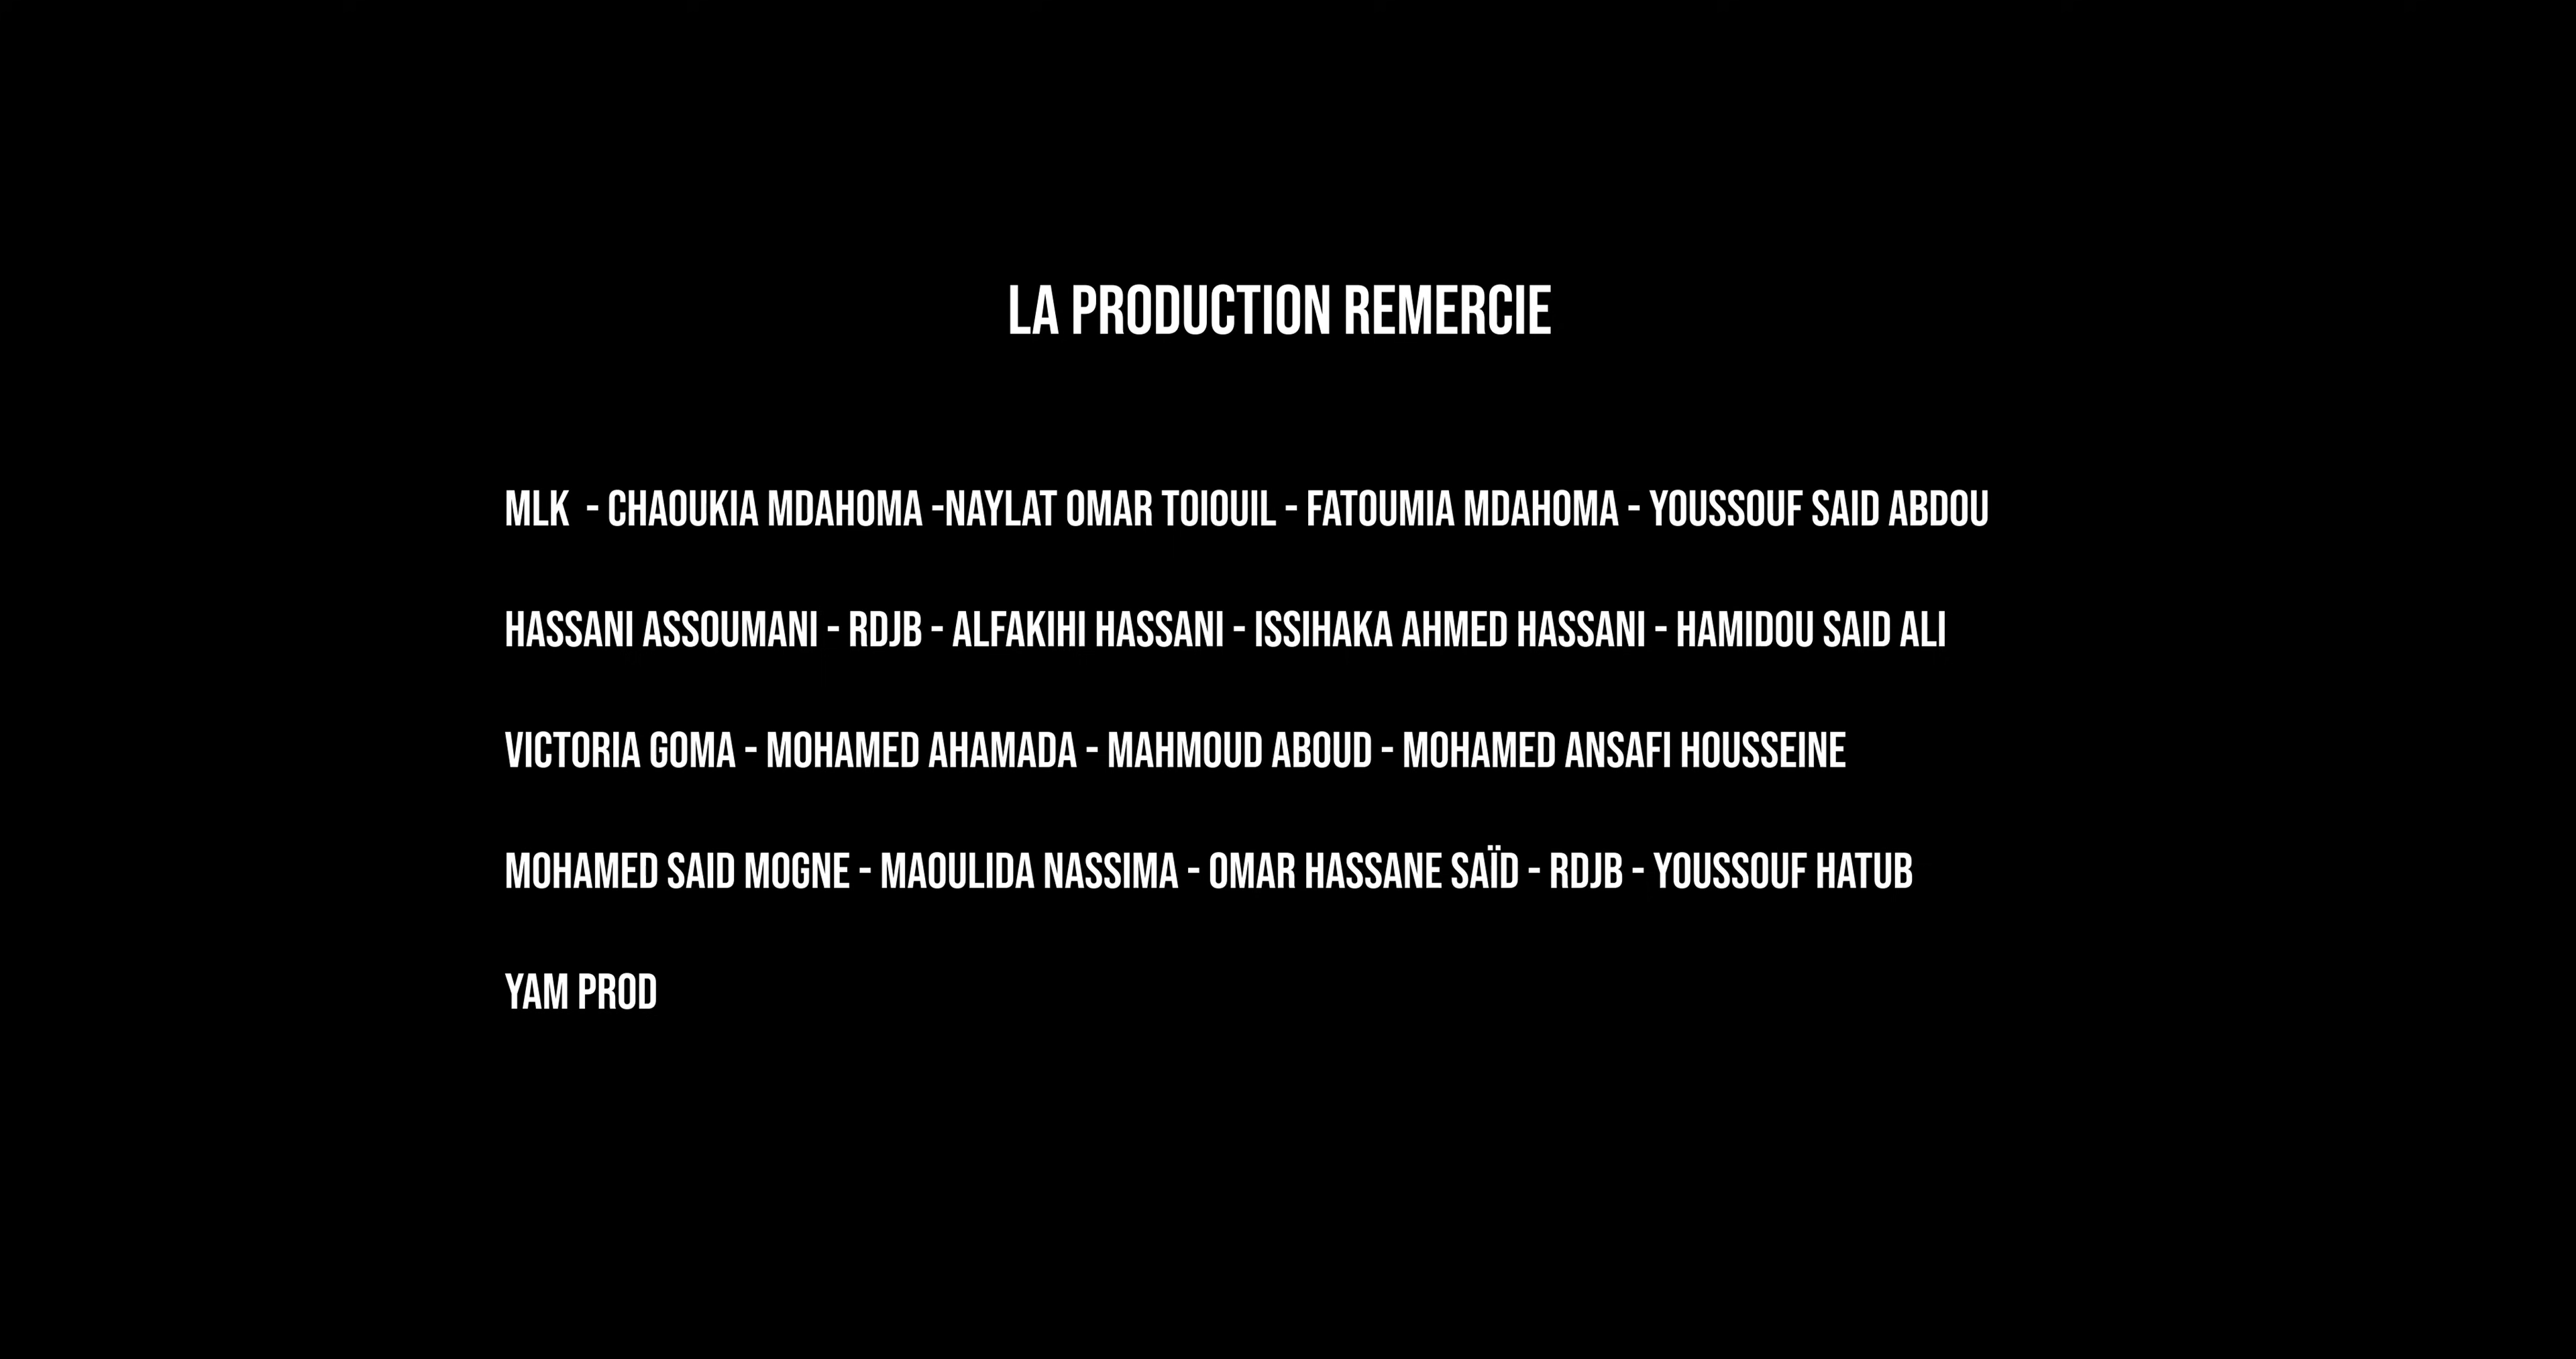 LA PRODUCTION REMERCIE
MLK  - CHAOUKIA MDAHOMA -NAYLAT OMAR TOIOUIL - FATOUMIA MDAHOMA - YOUSSOUF SAID ABDOU
HASSANI ASSOUMANI - RDJB - ALFAKIHI HASSANI - ISSIHAKA AHMED HASSANI - HAMIDOU SAID ALI
VICTORIA GOMA - MOHAMED AHAMADA - MAHMOUD ABOUD - MOHAMED ANSAFI HOUSSEINE
MOHAMED SAID MOGNE - MAOULIDA NASSIMA - OMAR HASSANE SAÏD - RDJB - YOUSSOUF HATUB
YAM PROD